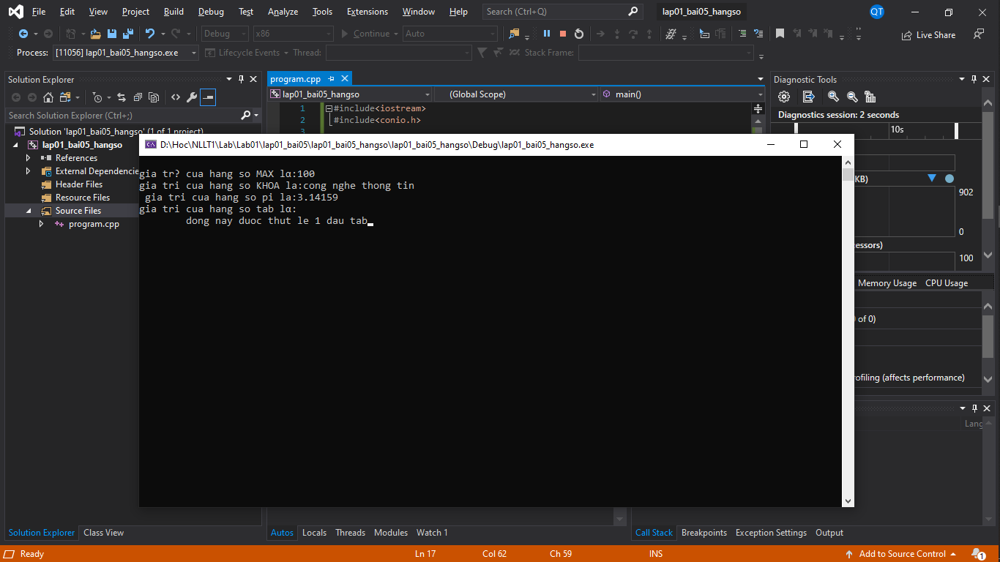 File Edit View Project Build Debug Test Analyze Tools Extensions Window Help Search (Ctrl+Q) lap01_bai05_hangso QT
Debug x86 Continue Auto Live Share
Process: [11056] lap01_bai05_hangso.exe Lifecycle Events Thread: Stack Frame:
Solution Explorer
Search Solution Explorer (Ctrl+;)
Solution 'lap01_bai05_hangso' (1 of 1 project)
lap01_bai05_hangso
References
External Dependencie
Header Files
Resource Files
Source Files
program.cpp
program.cpp
lap01_bai05_hangso (Global Scope) main()
1 #include<iostream>
2 #include<conio.h>
3
D:\Hoc\NLLT1\Lab\Lab01\lap01_bai05\lap01_bai05_hangso\lap01_bai05_hangso\Debug\lap01_bai05_hangso.exe
gia tr? cua hang so MAX lα:100
gia tri cua hang so KHOA la:cong nghe thong tin
gia tri cua hang so pi la:3.14159
gia tri cua hang so tab lα:
dong nay duoc thut le 1 dau tab
Diagnostic Tools
Diagnostics session: 2 seconds
10s
KB)
902
0
essors)
100
Memory Usage CPU Usage
of 0)
ofiling (affects performance)
Lang
Solution Explorer Class View
Autos Locals Threads Modules Watch 1
Call Stack Breakpoints Exception Settings Output
Ready Ln 17 Col 62 Ch 59 INS Add to Source Control 1